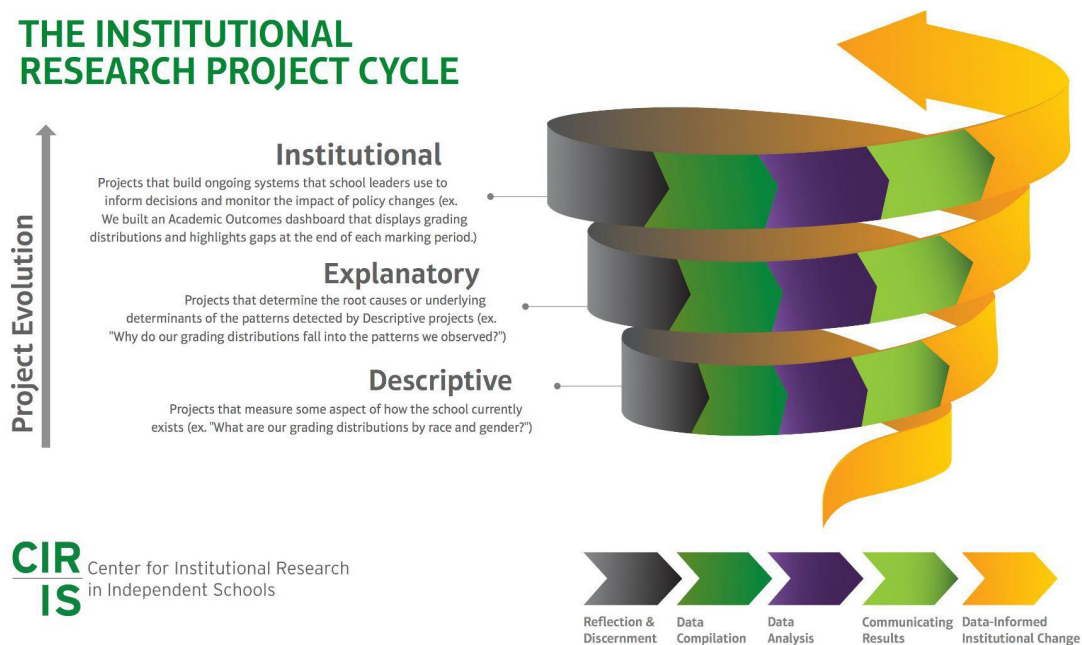 THE INSTITUTIONAL
RESEARCH PROJECT CYCLE
Project Evolution
Institutional
Projects that build ongoing systems that school leaders use to
inform decisions and monitor the impact of policy changes (ex.
We built an Academic Outcomes dashboard that displays grading
distributions and highlights gaps at the end of each marking period.)
Explanatory
Projects that determine the root causes or underlying
determinants of the patterns detected by Descriptive projects (ex.
"Why do our grading distributions fall into the patterns we observed?")
Descriptive
Projects that measure some aspect of how the school currently
exists (ex. "What are our grading distributions by race and gender?")
CIR
IS
Center for Institutional Research
in Independent Schools
Reflection &
Discernment
Data
Compilation
Data
Analysis
Communicating
Results
Data-Informed
Institutional Change